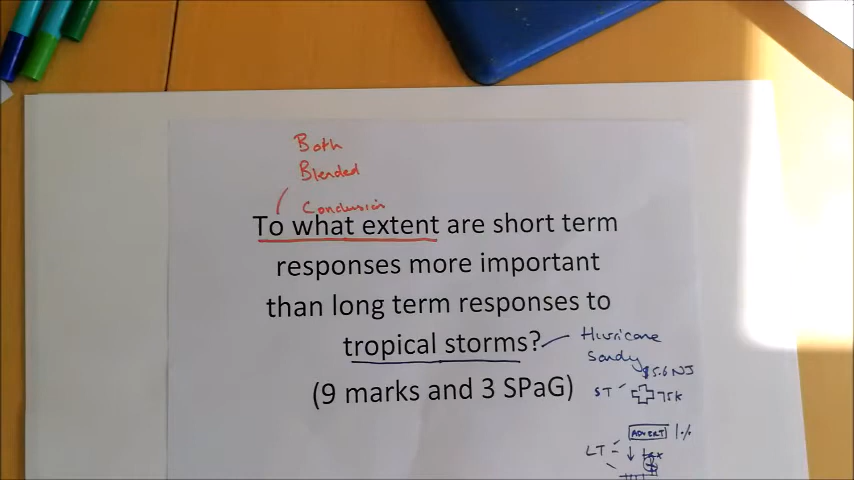 Both
Blended
Conclusion
To what extent are short term
responses more important
than long term responses to
tropical storms?
Hurricane
Sandy
(9 marks and 3 SPaG)
$5.6 NJ
ST
75K
ADVERT 1%
LT ↓ tax
$